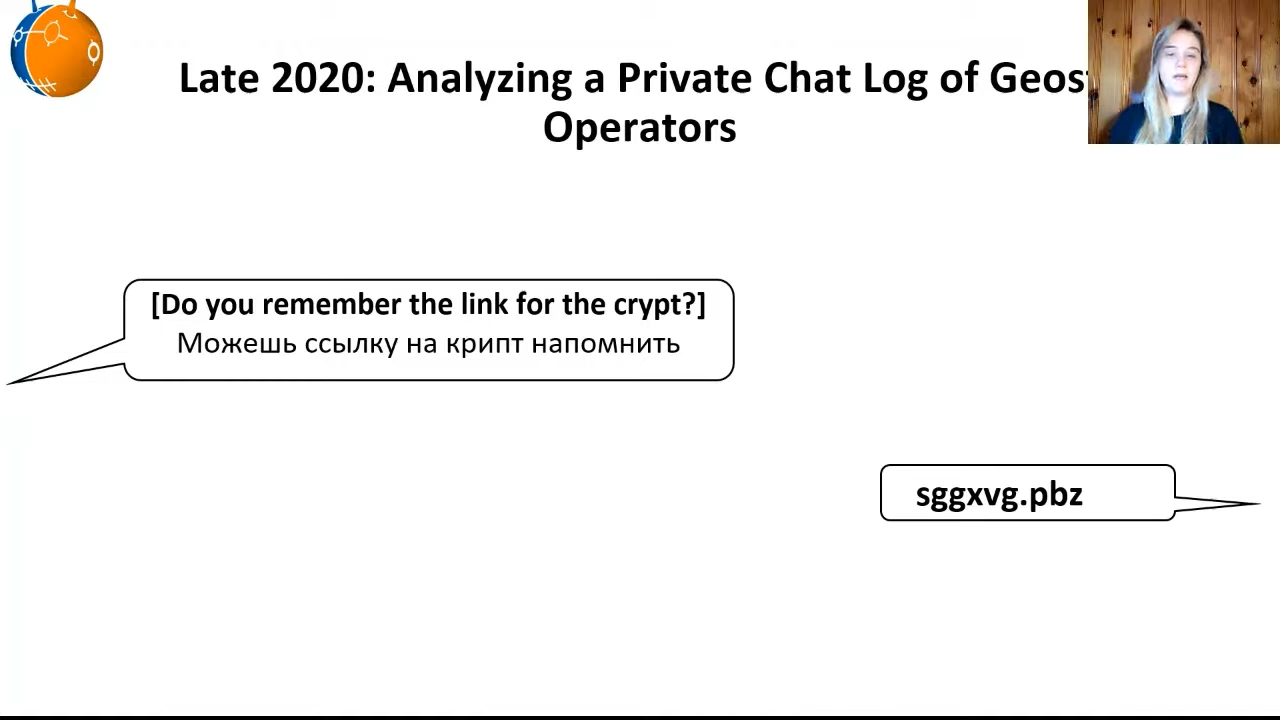 Late 2020: Analyzing a Private Chat Log of
Operators
[Do you remember the link for the crypt?]
Можешь ссылку на крипт напомнить
sggxvg.pbz